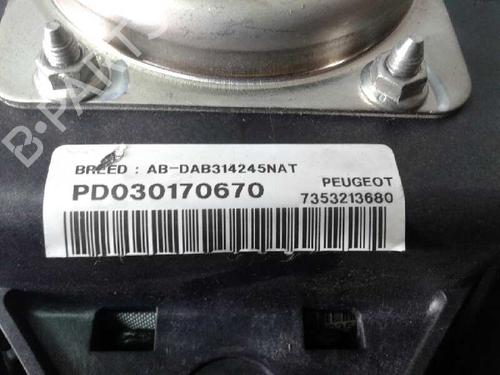 B-PARTS
BREED : AB-DAB314245NAT
PD030170670
PEUGEOT
7353213680